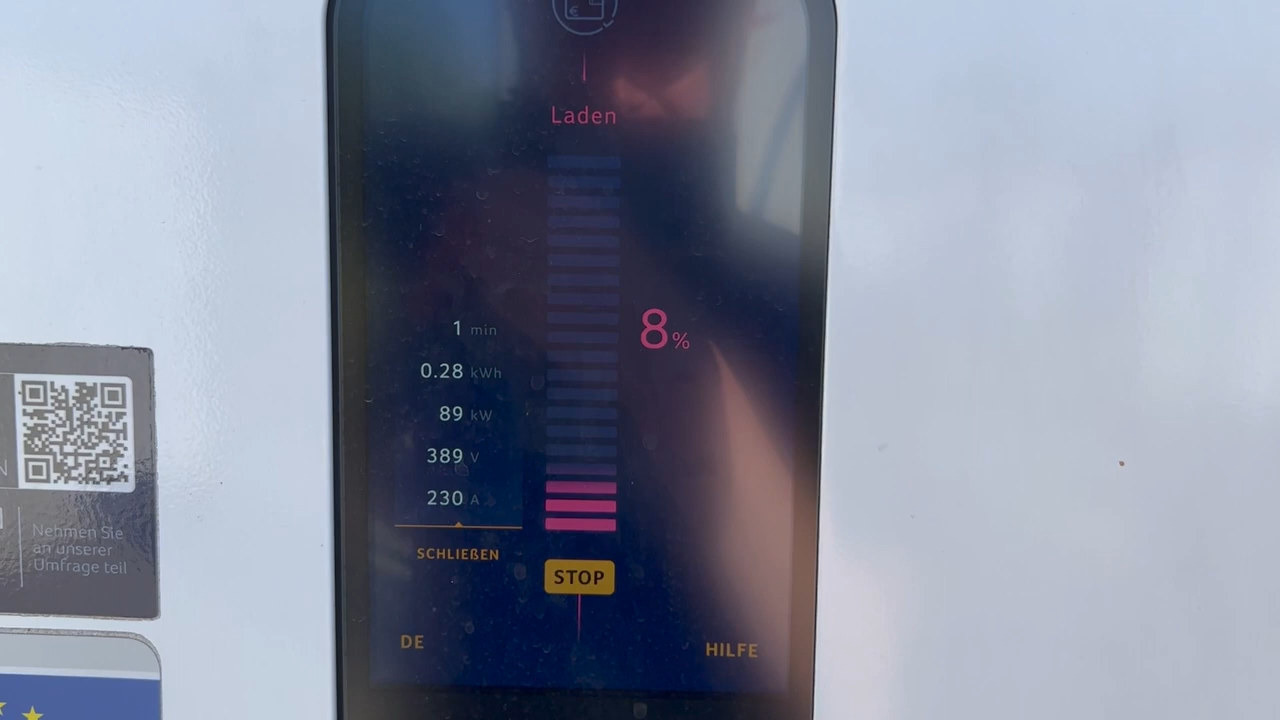 Laden
8%
1 min
0.28 kWh
89 kW
389 V
230 A
SCHLIEßEN
STOP
DE
HILFE
N
Nehmen Sie
an unserer
Umfrage teil